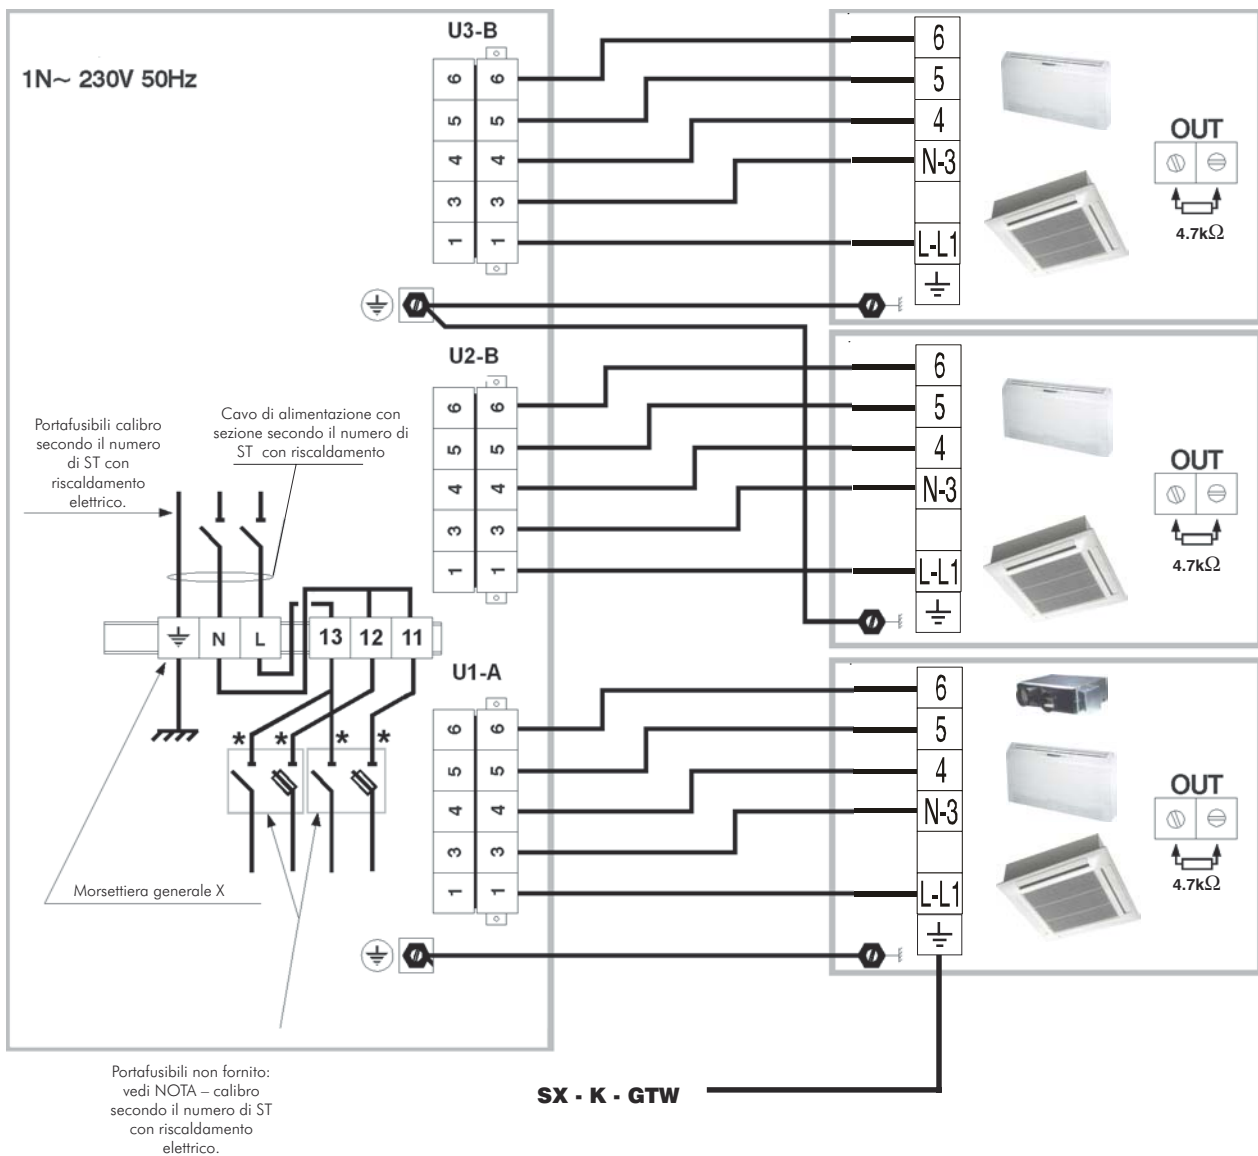 1N~ 230V 50Hz
U3-B
6 6
5 5
4 4
3 3
1 1
6
5
4
N-3
L-L1
OUT
4.7kΩ
U2-B
6 6
5 5
4 4
3 3
1 1
6
5
4
N-3
L-L1
OUT
4.7kΩ
Portafusibili calibro
secondo il numero
di ST con
riscaldamento
elettrico.
Cavo di alimentazione con
sezione secondo il numero di
ST con riscaldamento
N L 13 12 11
* * * *
U1-A
6 6
5 5
4 4
3 3
1 1
6
5
4
N-3
L-L1
OUT
4.7kΩ
Morsettiera generale X
Portafusibili non fornito:
vedi NOTA – calibro
secondo il numero di ST
con riscaldamento
elettrico.
SX - K - GTW